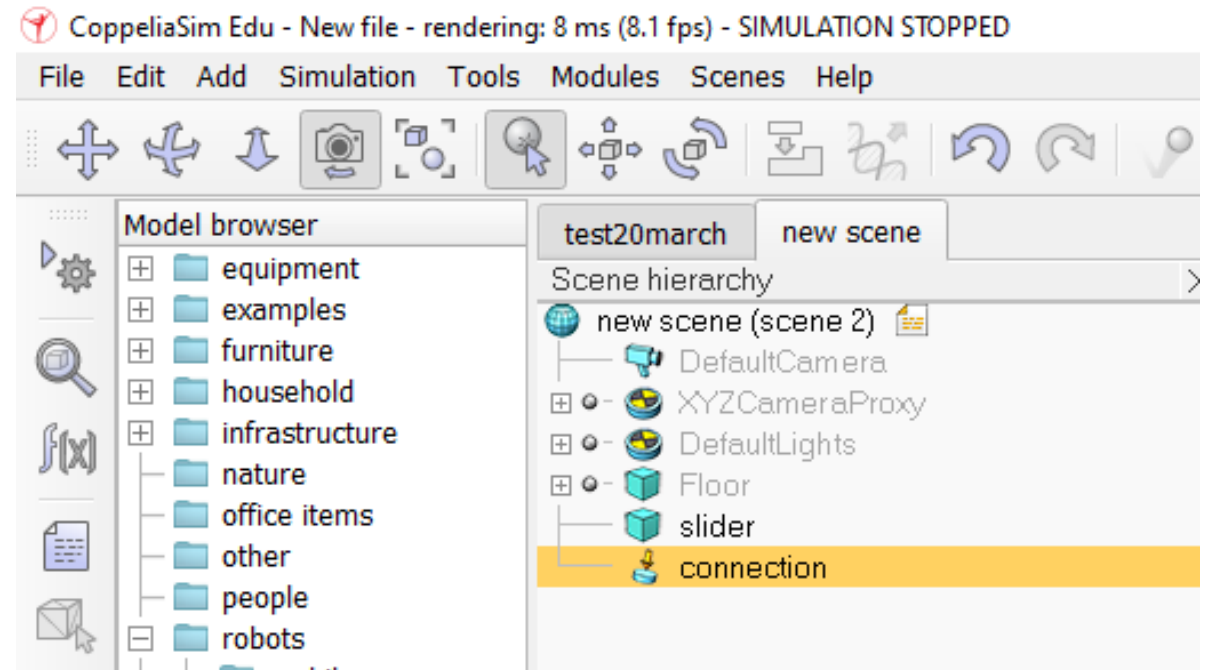 CoppeliaSim Edu - New file - rendering: 8 ms (8.1 fps) - SIMULATION STOPPED
File Edit Add Simulation Tools Modules Scenes Help
Model browser
equipment
examples
furniture
household
infrastructure
nature
office items
other
people
robots
test20march new scene
Scene hierarchy
new scene (scene 2)
DefaultCamera
XYZCameraProxy
DefaultLights
Floor
slider
connection
f(x)